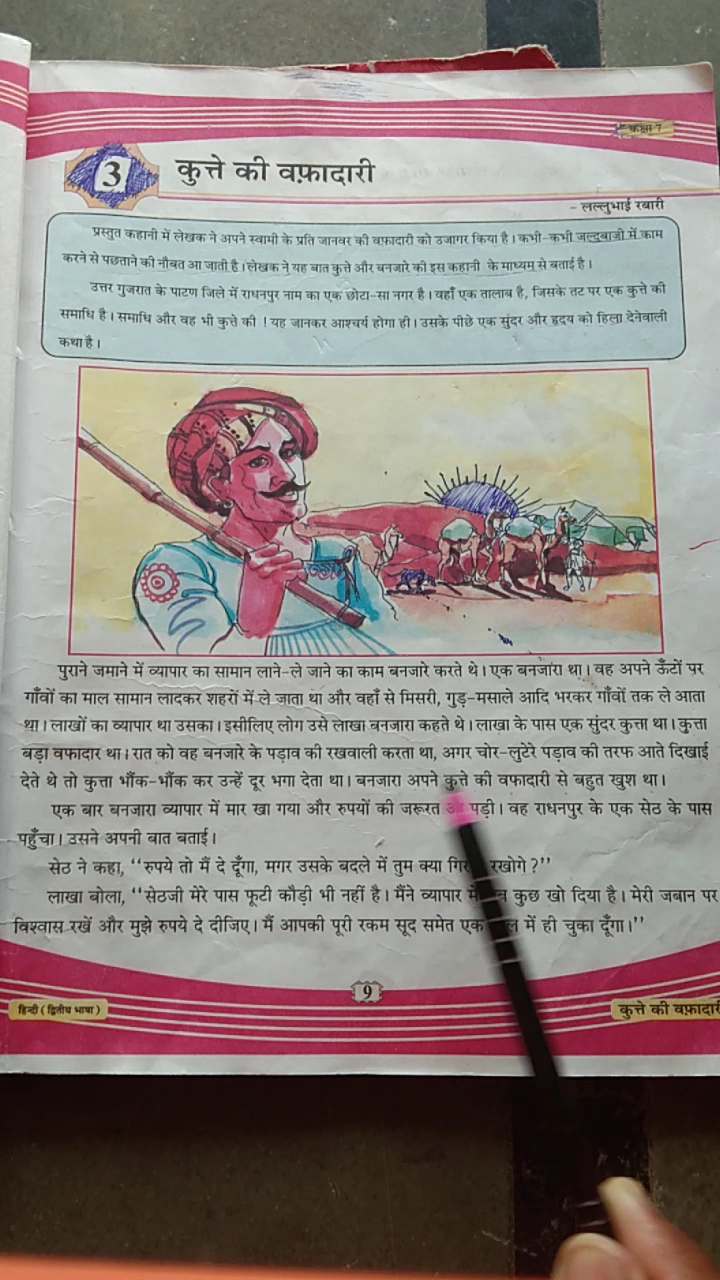 कक्षा 7
3 कुत्ते की वफ़ादारी
- लल्लुभाई रबारी
प्रस्तुत कहानी में लेखक ने अपने स्वामी के प्रति जानवर की वफ़ादारी को उजागर किया है। कभी-कभी जल्दबाजी में काम
करने से पछताने की नौबत आ जाती है। लेखक ने यह बात कुत्ते और बनजारे की इस कहानी के माध्यम से बताई है।
उत्तर गुजरात के पाटण जिले में राधनपुर नाम का एक छोटा-सा नगर है। वहाँ एक तालाब है, जिसके तट पर एक कुत्ते की
समाधि है। समाधि और वह भी कुत्ते की ! यह जानकर आश्चर्य होगा ही। उसके पीछे एक सुंदर और हृदय को हिला देनेवाली
कथा है।
पुराने जमाने में व्यापार का सामान लाने-ले जाने का काम बनजारे करते थे। एक बनजारा था। वह अपने ऊँटों पर
गाँवों का माल सामान लादकर शहरों में ले जाता था और वहाँ से मिसरी, गुड़-मसाले आदि भरकर गाँवों तक ले आता
था। लाखों का व्यापार था उसका। इसीलिए लोग उसे लाखा बनजारा कहते थे। लाखा के पास एक सुंदर कुत्ता था। कुत्ता
बड़ा वफादार था। रात को वह बनजारे के पड़ाव की रखवाली करता था, अगर चोर-लुटेरे पड़ाव की तरफ आते दिखाई
देते थे तो कुत्ता भौंक-भौंक कर उन्हें दूर भगा देता था। बनजारा अपने कुत्ते की वफादारी से बहुत खुश था।
एक बार बनजारा व्यापार में मार खा गया और रुपयों की जरूरत पड़ी। वह राधनपुर के एक सेठ के पास
पहुँचा। उसने अपनी बात बताई।
सेठ ने कहा, ‘‘रुपये तो मैं दे दूँगा, मगर उसके बदले में तुम क्या रखोगे ?’’
लाखा बोला, ‘‘सेठजी मेरे पास फूटी कौड़ी भी नहीं है। मैंने व्यापार कुछ खो दिया है। मेरी जबान पर
विश्वास रखें और मुझे रुपये दे दीजिए। मैं आपकी पूरी रकम सूद समेत एक में ही चुका दूँगा।’’
9
हिन्दी ( द्वितीय भाषा )
कुत्ते की वफ़ादारी